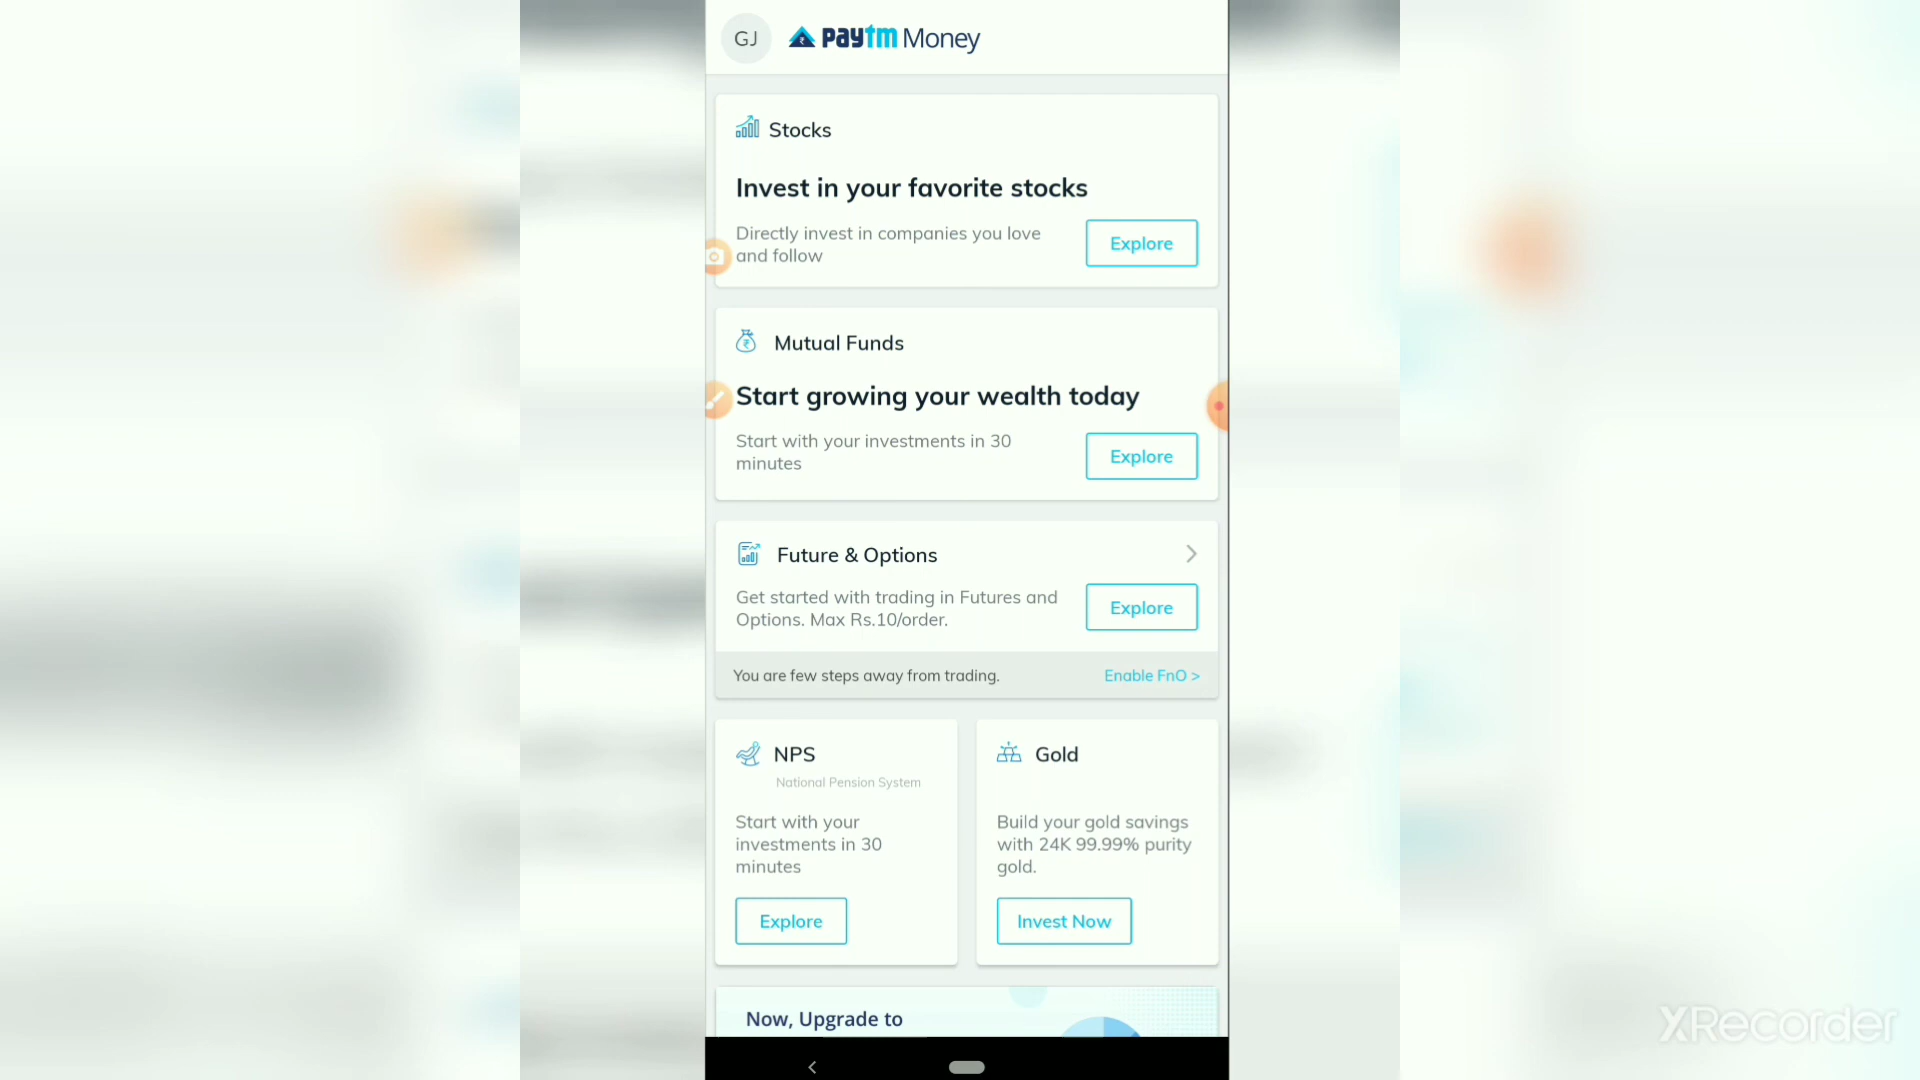 GJ
paytm Money
Stocks
Invest in your favorite stocks
Directly invest in companies you love
and follow
Explore
Mutual Funds
Start growing your wealth today
Start with your investments in 30
minutes
Explore
Future & Options
Get started with trading in Futures and
Options. Max Rs.10/order.
Explore
You are few steps away from trading.
Enable FnO >
NPS
National Pension System
Start with your
investments in 30
minutes
Explore
Gold
Build your gold savings
with 24K 99.99% purity
gold.
Invest Now
Now, Upgrade to
XRecorder